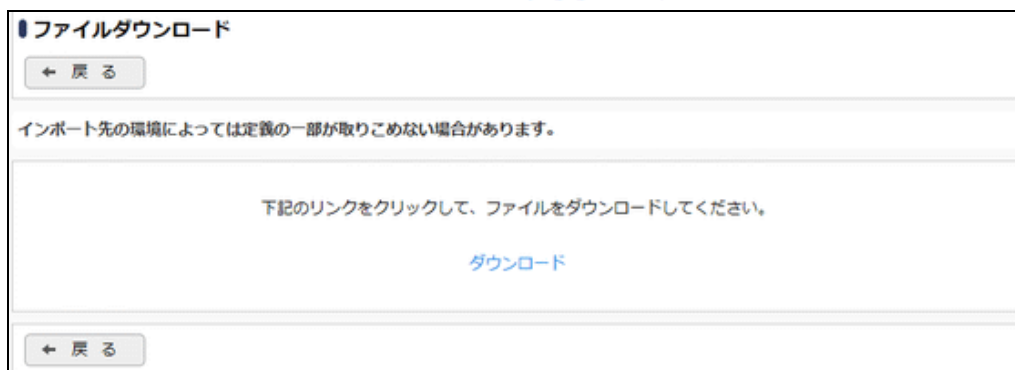 ファイルダウンロード
← 戻 る
インポート先の環境によっては定義の一部が取りこめない場合があります。
下記のリンクをクリックして、ファイルをダウンロードしてください。
ダウンロード
← 戻 る